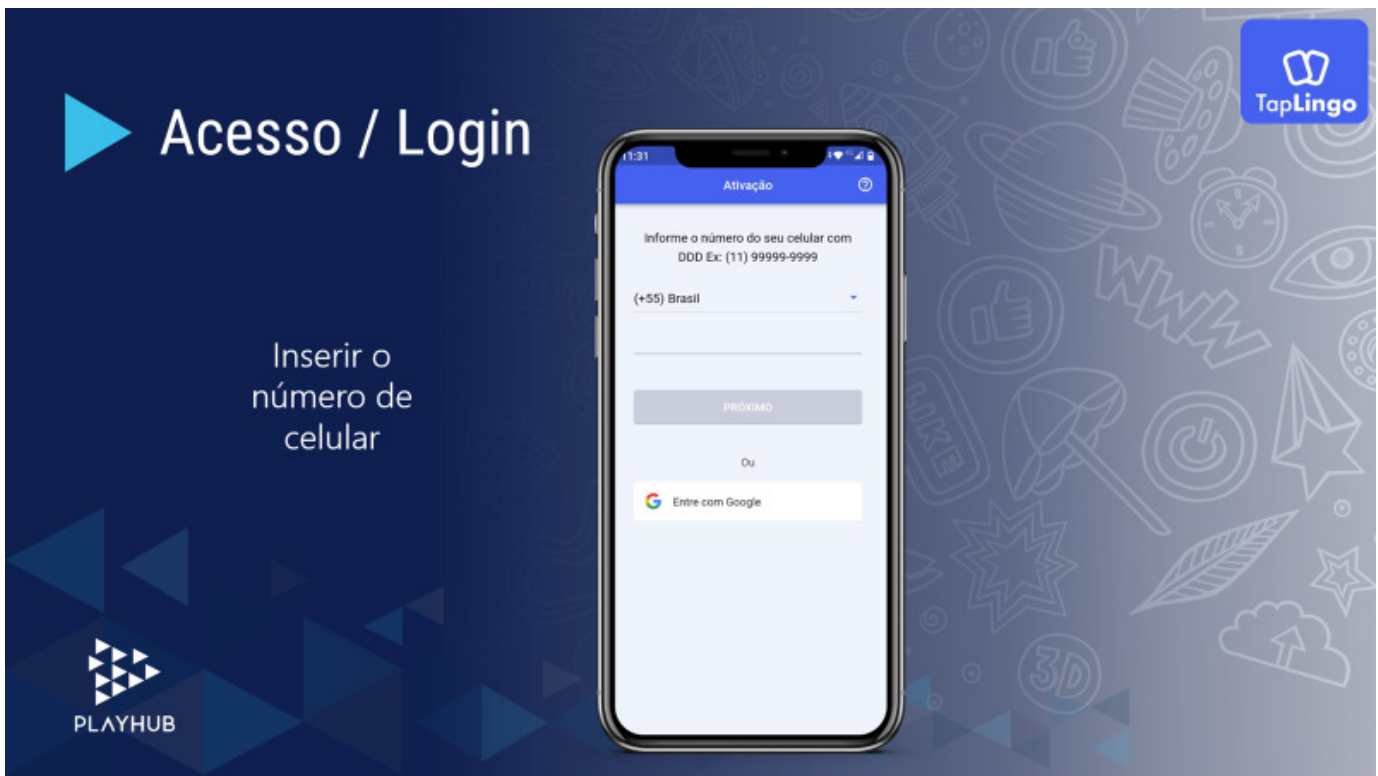 Acesso / Login
TapLingo
11:31
Ativação
Informe o número do seu celular com
DDD Ex: (11) 99999-9999
(+55) Brasil
Inserir o
número de
celular
PRÓXIMO
Ou
G Entre com Google
WWW
LIKE
3D
PLAYHUB